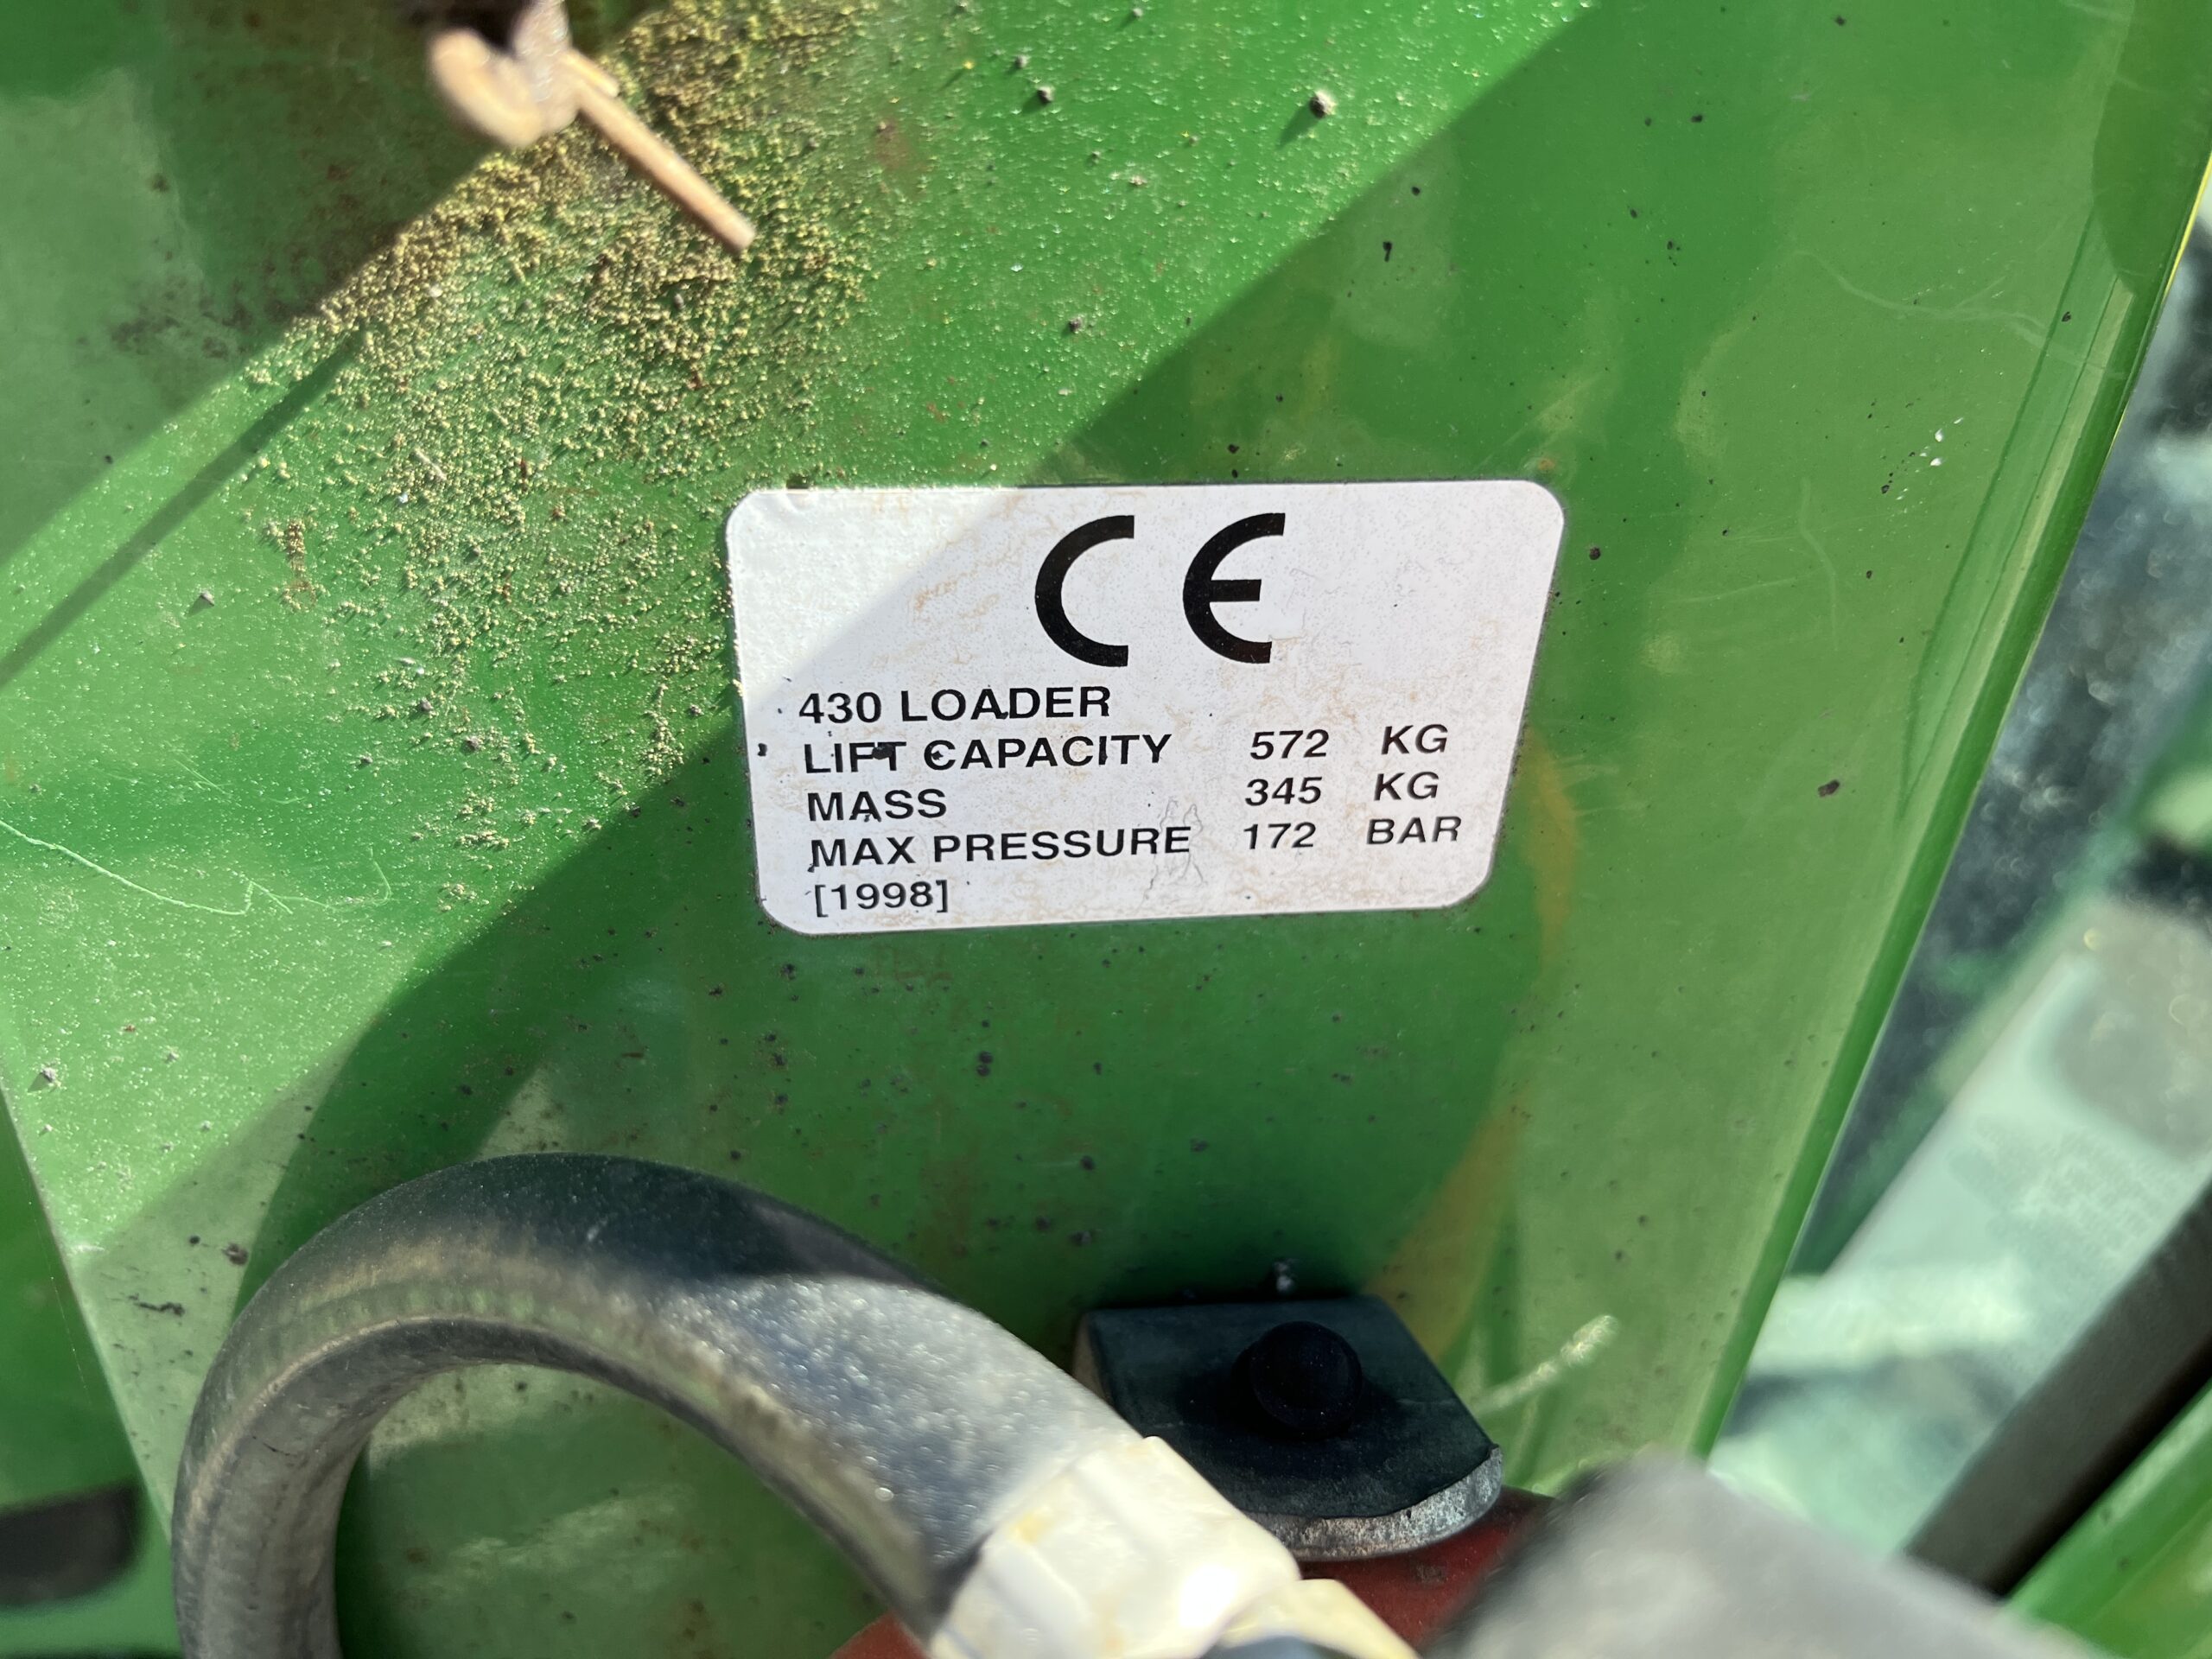 CE
430 LOADER
LIFT CAPACITY 572 KG
MASS 345 KG
MAX PRESSURE 172 BAR
[1998]